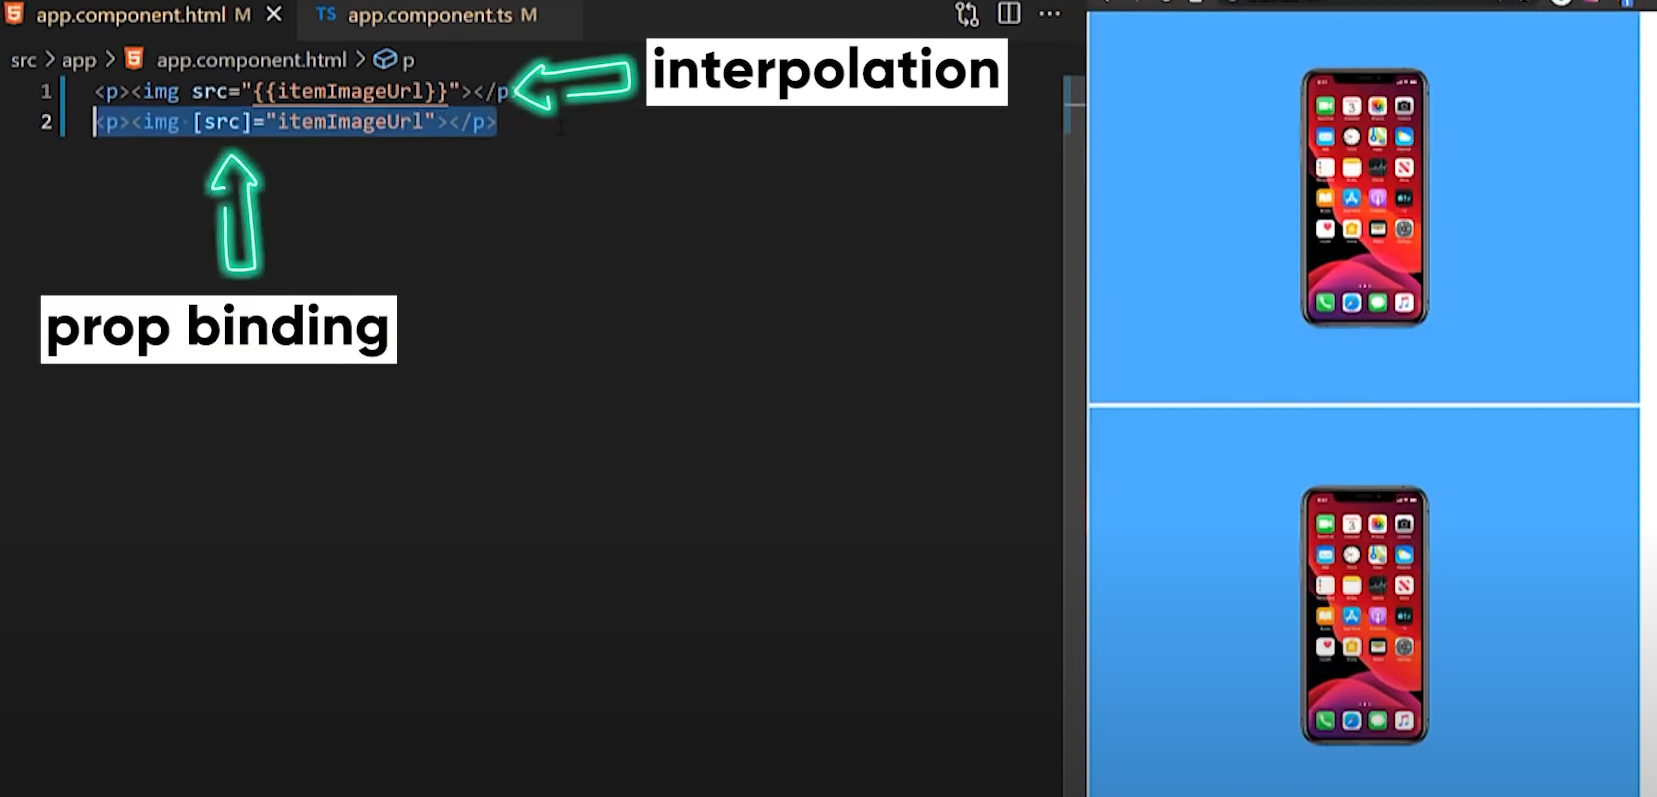 app.component.html M
TS app.component.ts M
src > app > app.component.html > p
interpolation
1 <p><img src="{{itemImageUrl}}"></p
2 <p><img [src]="itemImageUrl"></p>
prop binding